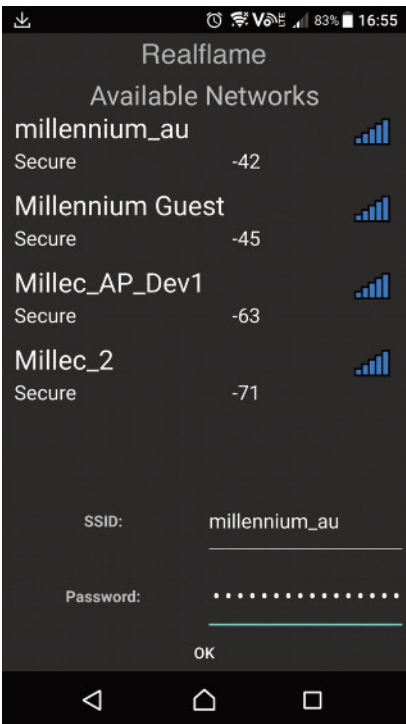 83% 16:55
Realflame
Available Networks
millennium_au
Secure -42
Millennium Guest
Secure -45
Millec_AP_Dev1
Secure -63
Millec_2
Secure -71
SSID: millennium_au
Password: ················
OK